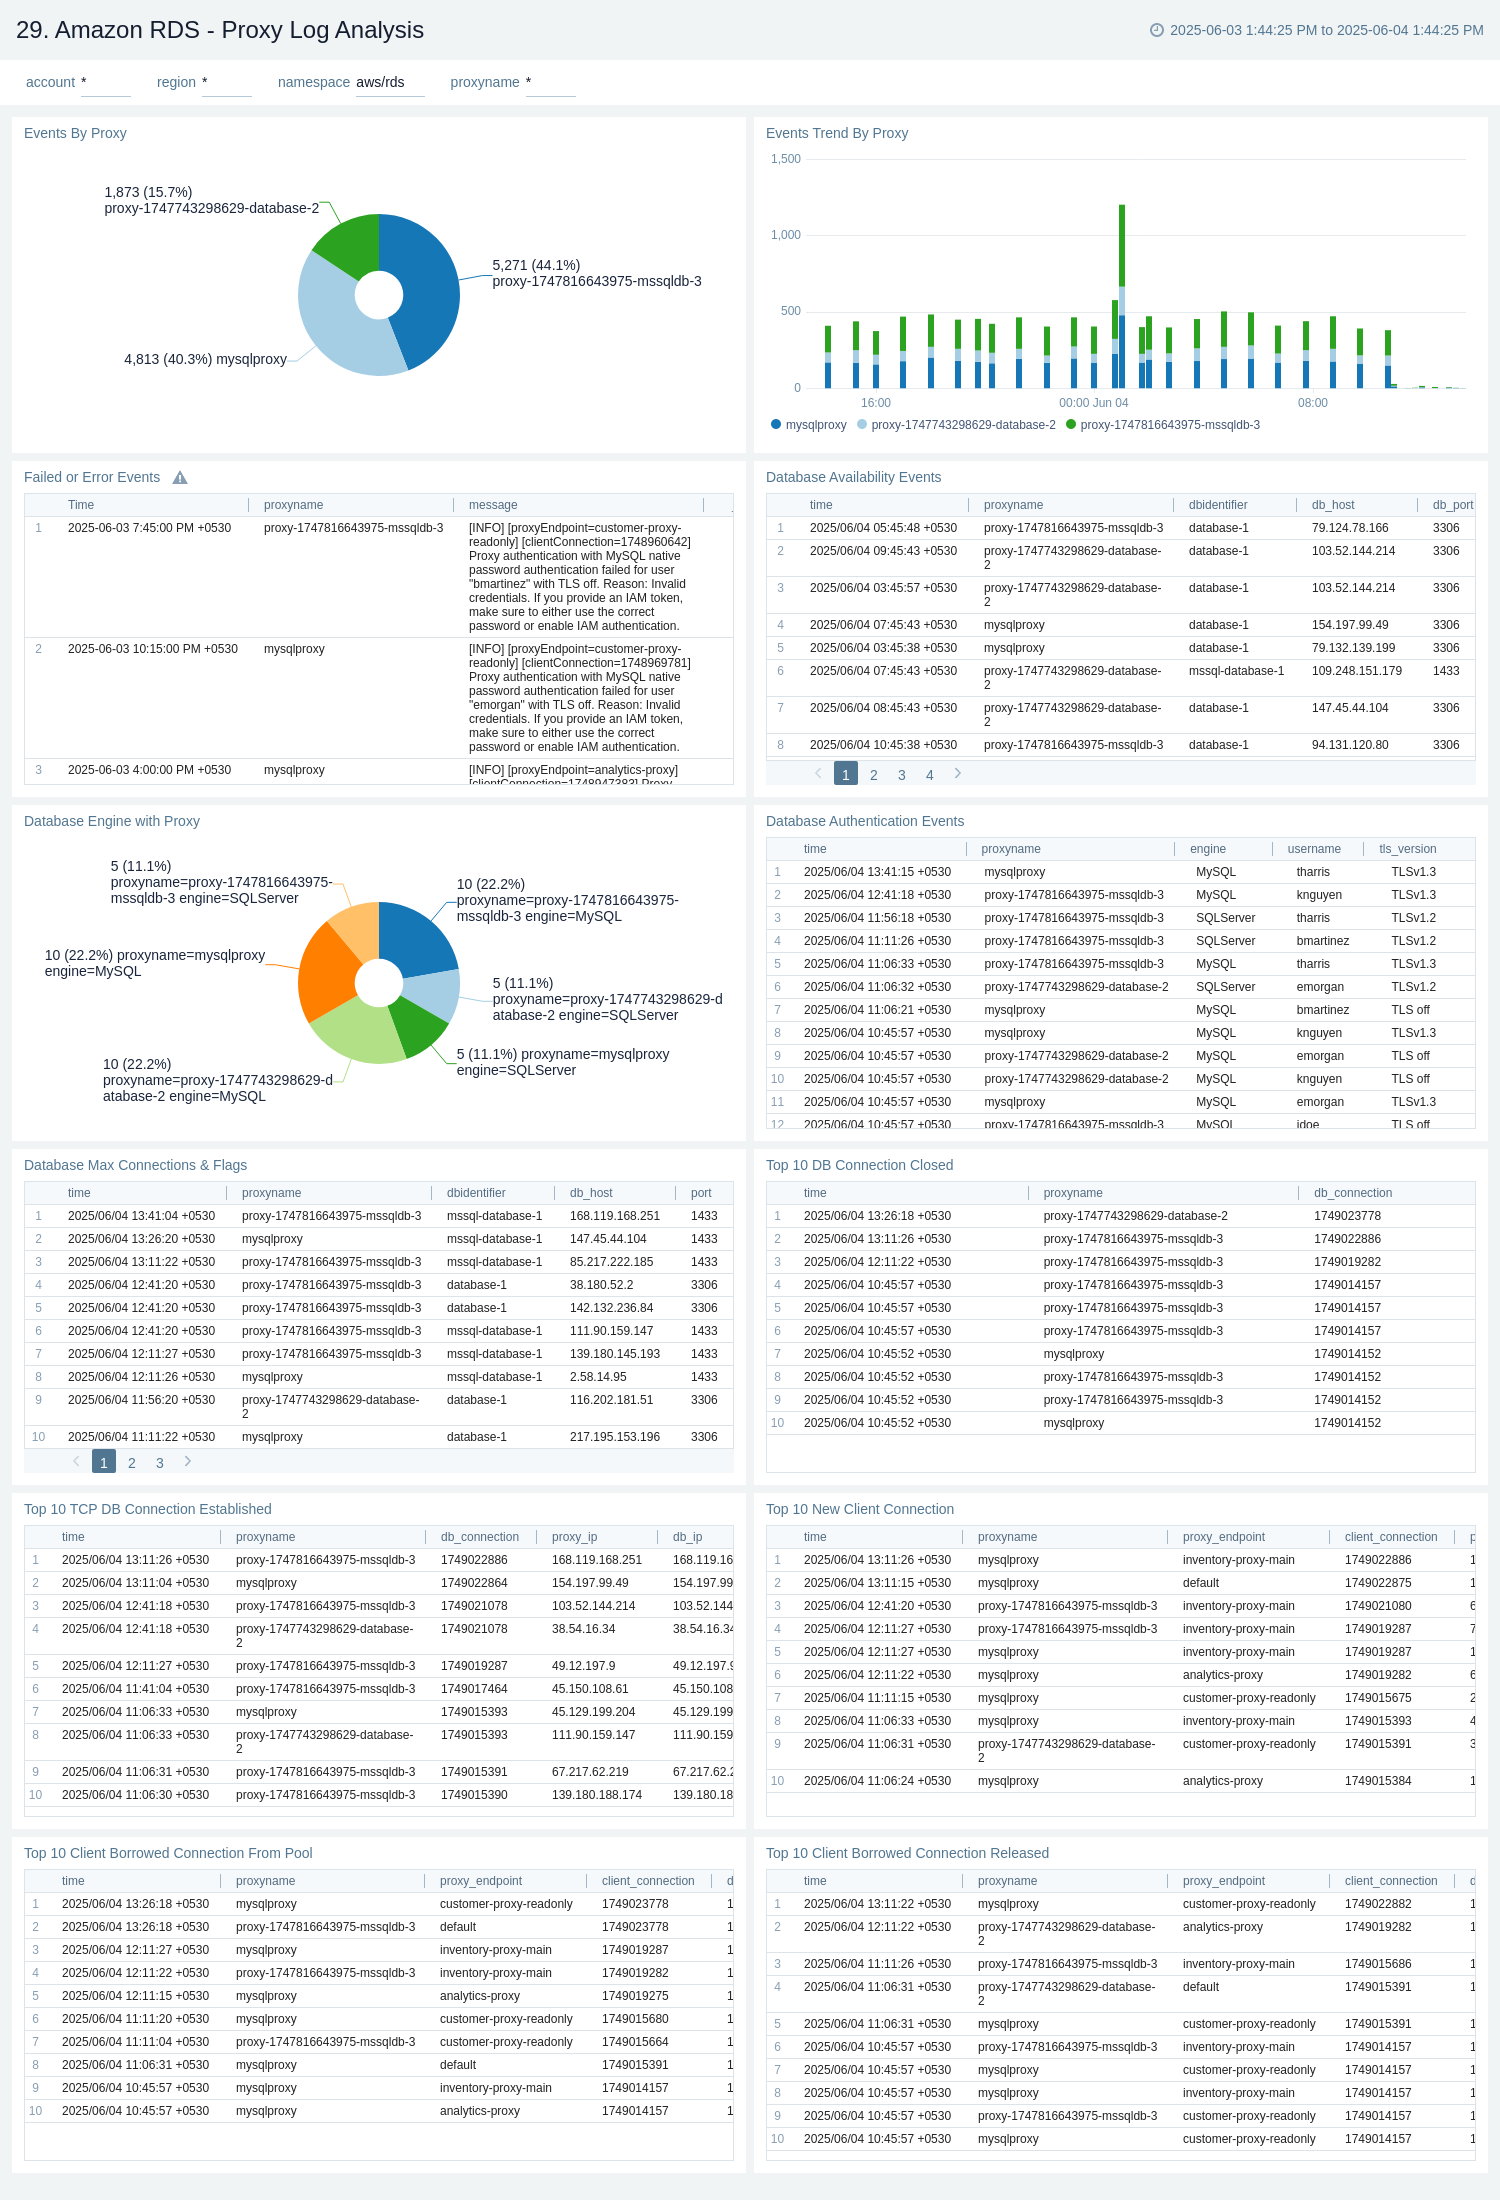 29. Amazon RDS - Proxy Log Analysis
2025-06-03 1:44:25 PM to 2025-06-04 1:44:25 PM
account * region * namespace aws/rds proxyname *
Events By Proxy
1,873 (15.7%)
proxy-1747743298629-database-2
5,271 (44.1%)
proxy-1747816643975-mssqldb-3
4,813 (40.3%) mysqlproxy
Events Trend By Proxy
1,500
1,000
500
0
16:00 00:00 Jun 04 08:00
mysqlproxy proxy-1747743298629-database-2 proxy-1747816643975-mssqldb-3
Failed or Error Events
Time proxyname message
1 2025-06-03 7:45:00 PM +0530 proxy-1747816643975-mssqldb-3 [INFO] [proxyEndpoint=customer-proxy-
readonly] [clientConnection=1748960642]
Proxy authentication with MySQL native
password authentication failed for user
"bmartinez" with TLS off. Reason: Invalid
credentials. If you provide an IAM token,
make sure to either use the correct
password or enable IAM authentication.
2 2025-06-03 10:15:00 PM +0530 mysqlproxy [INFO] [proxyEndpoint=customer-proxy-
readonly] [clientConnection=1748969781]
Proxy authentication with MySQL native
password authentication failed for user
"emorgan" with TLS off. Reason: Invalid
credentials. If you provide an IAM token,
make sure to either use the correct
password or enable IAM authentication.
3 2025-06-03 4:00:00 PM +0530 mysqlproxy [INFO] [proxyEndpoint=analytics-proxy]
[clientConnection=1748947383] Proxy
Database Availability Events
time proxyname dbidentifier db_host db_port
1 2025/06/04 05:45:48 +0530 proxy-1747816643975-mssqldb-3 database-1 79.124.78.166 3306
2 2025/06/04 09:45:43 +0530 proxy-1747743298629-database- database-1 103.52.144.214 3306
2
3 2025/06/04 03:45:57 +0530 proxy-1747743298629-database- database-1 103.52.144.214 3306
2
4 2025/06/04 07:45:43 +0530 mysqlproxy database-1 154.197.99.49 3306
5 2025/06/04 03:45:38 +0530 mysqlproxy database-1 79.132.139.199 3306
6 2025/06/04 07:45:43 +0530 proxy-1747743298629-database- mssql-database-1 109.248.151.179 1433
2
7 2025/06/04 08:45:43 +0530 proxy-1747743298629-database- database-1 147.45.44.104 3306
2
8 2025/06/04 10:45:38 +0530 proxy-1747816643975-mssqldb-3 database-1 94.131.120.80 3306
1 2 3 4
Database Engine with Proxy
5 (11.1%)
proxyname=proxy-1747816643975-
mssqldb-3 engine=SQLServer
10 (22.2%)
proxyname=proxy-1747816643975-
mssqldb-3 engine=MySQL
10 (22.2%) proxyname=mysqlproxy
engine=MySQL
5 (11.1%)
proxyname=proxy-1747743298629-d
atabase-2 engine=SQLServer
5 (11.1%) proxyname=mysqlproxy
engine=SQLServer
10 (22.2%)
proxyname=proxy-1747743298629-d
atabase-2 engine=MySQL
Database Authentication Events
time proxyname engine username tls_version
1 2025/06/04 13:41:15 +0530 mysqlproxy MySQL tharris TLSv1.3
2 2025/06/04 12:41:18 +0530 proxy-1747816643975-mssqldb-3 MySQL knguyen TLSv1.3
3 2025/06/04 11:56:18 +0530 proxy-1747816643975-mssqldb-3 SQLServer tharris TLSv1.2
4 2025/06/04 11:11:26 +0530 proxy-1747816643975-mssqldb-3 SQLServer bmartinez TLSv1.2
5 2025/06/04 11:06:33 +0530 proxy-1747816643975-mssqldb-3 MySQL tharris TLSv1.3
6 2025/06/04 11:06:32 +0530 proxy-1747743298629-database-2 SQLServer emorgan TLSv1.2
7 2025/06/04 11:06:21 +0530 mysqlproxy MySQL bmartinez TLS off
8 2025/06/04 10:45:57 +0530 mysqlproxy MySQL knguyen TLSv1.3
9 2025/06/04 10:45:57 +0530 proxy-1747743298629-database-2 MySQL emorgan TLS off
10 2025/06/04 10:45:57 +0530 proxy-1747743298629-database-2 MySQL knguyen TLS off
11 2025/06/04 10:45:57 +0530 mysqlproxy MySQL emorgan TLSv1.3
12 2025/06/04 10:45:57 +0530 proxy-1747816643975-mssqldb-3 MySQL jdoe TLS off
Database Max Connections & Flags
time proxyname dbidentifier db_host port
1 2025/06/04 13:41:04 +0530 proxy-1747816643975-mssqldb-3 mssql-database-1 168.119.168.251 1433
2 2025/06/04 13:26:20 +0530 mysqlproxy mssql-database-1 147.45.44.104 1433
3 2025/06/04 13:11:22 +0530 proxy-1747816643975-mssqldb-3 mssql-database-1 85.217.222.185 1433
4 2025/06/04 12:41:20 +0530 proxy-1747816643975-mssqldb-3 database-1 38.180.52.2 3306
5 2025/06/04 12:41:20 +0530 proxy-1747816643975-mssqldb-3 database-1 142.132.236.84 3306
6 2025/06/04 12:41:20 +0530 proxy-1747816643975-mssqldb-3 mssql-database-1 111.90.159.147 1433
7 2025/06/04 12:11:27 +0530 proxy-1747816643975-mssqldb-3 mssql-database-1 139.180.145.193 1433
8 2025/06/04 12:11:26 +0530 mysqlproxy mssql-database-1 2.58.14.95 1433
9 2025/06/04 11:56:20 +0530 proxy-1747743298629-database- database-1 116.202.181.51 3306
2
10 2025/06/04 11:11:22 +0530 mysqlproxy database-1 217.195.153.196 3306
1 2 3
Top 10 DB Connection Closed
time proxyname db_connection
1 2025/06/04 13:26:18 +0530 proxy-1747743298629-database-2 1749023778
2 2025/06/04 13:11:26 +0530 proxy-1747816643975-mssqldb-3 1749022886
3 2025/06/04 12:11:22 +0530 proxy-1747816643975-mssqldb-3 1749019282
4 2025/06/04 10:45:57 +0530 proxy-1747816643975-mssqldb-3 1749014157
5 2025/06/04 10:45:57 +0530 proxy-1747816643975-mssqldb-3 1749014157
6 2025/06/04 10:45:57 +0530 proxy-1747816643975-mssqldb-3 1749014157
7 2025/06/04 10:45:52 +0530 mysqlproxy 1749014152
8 2025/06/04 10:45:52 +0530 proxy-1747816643975-mssqldb-3 1749014152
9 2025/06/04 10:45:52 +0530 proxy-1747816643975-mssqldb-3 1749014152
10 2025/06/04 10:45:52 +0530 mysqlproxy 1749014152
Top 10 TCP DB Connection Established
time proxyname db_connection proxy_ip db_ip
1 2025/06/04 13:11:26 +0530 proxy-1747816643975-mssqldb-3 1749022886 168.119.168.251 168.119.16
2 2025/06/04 13:11:04 +0530 mysqlproxy 1749022864 154.197.99.49 154.197.99
3 2025/06/04 12:41:18 +0530 proxy-1747816643975-mssqldb-3 1749021078 103.52.144.214 103.52.144
4 2025/06/04 12:41:18 +0530 proxy-1747743298629-database- 1749021078 38.54.16.34 38.54.16.34
2
5 2025/06/04 12:11:27 +0530 proxy-1747816643975-mssqldb-3 1749019287 49.12.197.9 49.12.197.9
6 2025/06/04 11:41:04 +0530 proxy-1747816643975-mssqldb-3 1749017464 45.150.108.61 45.150.108
7 2025/06/04 11:06:33 +0530 mysqlproxy 1749015393 45.129.199.204 45.129.199
8 2025/06/04 11:06:33 +0530 proxy-1747743298629-database- 1749015393 111.90.159.147 111.90.159
2
9 2025/06/04 11:06:31 +0530 proxy-1747816643975-mssqldb-3 1749015391 67.217.62.219 67.217.62.2
10 2025/06/04 11:06:30 +0530 proxy-1747816643975-mssqldb-3 1749015390 139.180.188.174 139.180.18
Top 10 New Client Connection
time proxyname proxy_endpoint client_connection p
1 2025/06/04 13:11:26 +0530 mysqlproxy inventory-proxy-main 1749022886 1
2 2025/06/04 13:11:15 +0530 mysqlproxy default 1749022875 1
3 2025/06/04 12:41:20 +0530 proxy-1747816643975-mssqldb-3 inventory-proxy-main 1749021080 6
4 2025/06/04 12:11:27 +0530 proxy-1747816643975-mssqldb-3 inventory-proxy-main 1749019287 7
5 2025/06/04 12:11:27 +0530 mysqlproxy inventory-proxy-main 1749019287 1
6 2025/06/04 12:11:22 +0530 mysqlproxy analytics-proxy 1749019282 6
7 2025/06/04 11:11:15 +0530 mysqlproxy customer-proxy-readonly 1749015675 2
8 2025/06/04 11:06:33 +0530 mysqlproxy inventory-proxy-main 1749015393 4
9 2025/06/04 11:06:31 +0530 proxy-1747743298629-database- customer-proxy-readonly 1749015391 3
2
10 2025/06/04 11:06:24 +0530 mysqlproxy analytics-proxy 1749015384 1
Top 10 Client Borrowed Connection From Pool
time proxyname proxy_endpoint client_connection d
1 2025/06/04 13:26:18 +0530 mysqlproxy customer-proxy-readonly 1749023778 1
2 2025/06/04 13:26:18 +0530 proxy-1747816643975-mssqldb-3 default 1749023778 1
3 2025/06/04 12:11:27 +0530 mysqlproxy inventory-proxy-main 1749019287 1
4 2025/06/04 12:11:22 +0530 proxy-1747816643975-mssqldb-3 inventory-proxy-main 1749019282 1
5 2025/06/04 12:11:15 +0530 mysqlproxy analytics-proxy 1749019275 1
6 2025/06/04 11:11:20 +0530 mysqlproxy customer-proxy-readonly 1749015680 1
7 2025/06/04 11:11:04 +0530 proxy-1747816643975-mssqldb-3 customer-proxy-readonly 1749015664 1
8 2025/06/04 11:06:31 +0530 mysqlproxy default 1749015391 1
9 2025/06/04 10:45:57 +0530 mysqlproxy inventory-proxy-main 1749014157 1
10 2025/06/04 10:45:57 +0530 mysqlproxy analytics-proxy 1749014157 1
Top 10 Client Borrowed Connection Released
time proxyname proxy_endpoint client_connection d
1 2025/06/04 13:11:22 +0530 mysqlproxy customer-proxy-readonly 1749022882 1
2 2025/06/04 12:11:22 +0530 proxy-1747743298629-database- analytics-proxy 1749019282 1
2
3 2025/06/04 11:11:26 +0530 proxy-1747816643975-mssqldb-3 inventory-proxy-main 1749015686 1
4 2025/06/04 11:06:31 +0530 proxy-1747743298629-database- default 1749015391 1
2
5 2025/06/04 11:06:31 +0530 mysqlproxy customer-proxy-readonly 1749015391 1
6 2025/06/04 10:45:57 +0530 proxy-1747816643975-mssqldb-3 inventory-proxy-main 1749014157 1
7 2025/06/04 10:45:57 +0530 mysqlproxy customer-proxy-readonly 1749014157 1
8 2025/06/04 10:45:57 +0530 mysqlproxy inventory-proxy-main 1749014157 1
9 2025/06/04 10:45:57 +0530 proxy-1747816643975-mssqldb-3 customer-proxy-readonly 1749014157 1
10 2025/06/04 10:45:57 +0530 mysqlproxy customer-proxy-readonly 1749014157 1